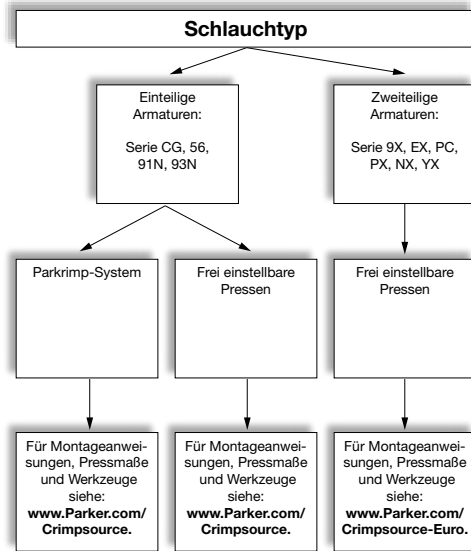 Schlauchtyp
Einteilige
Armaturen:
Serie CG, 56,
91N, 93N
Zweiteilige
Armaturen:
Serie 9X, EX, PC,
PX, NX, YX
Parkrimp-System
Frei einstellbare
Pressen
Frei einstellbare
Pressen
Für Montageanwei-
sungen, Pressmaße
und Werkzeuge
siehe:
www.Parker.com/
Crimpsource.
Für Montageanwei-
sungen, Pressmaße
und Werkzeuge
siehe:
www.Parker.com/
Crimpsource.
Für Montageanwei-
sungen, Pressmaße
und Werkzeuge
siehe:
www.Parker.com/
Crimpsource-Euro.